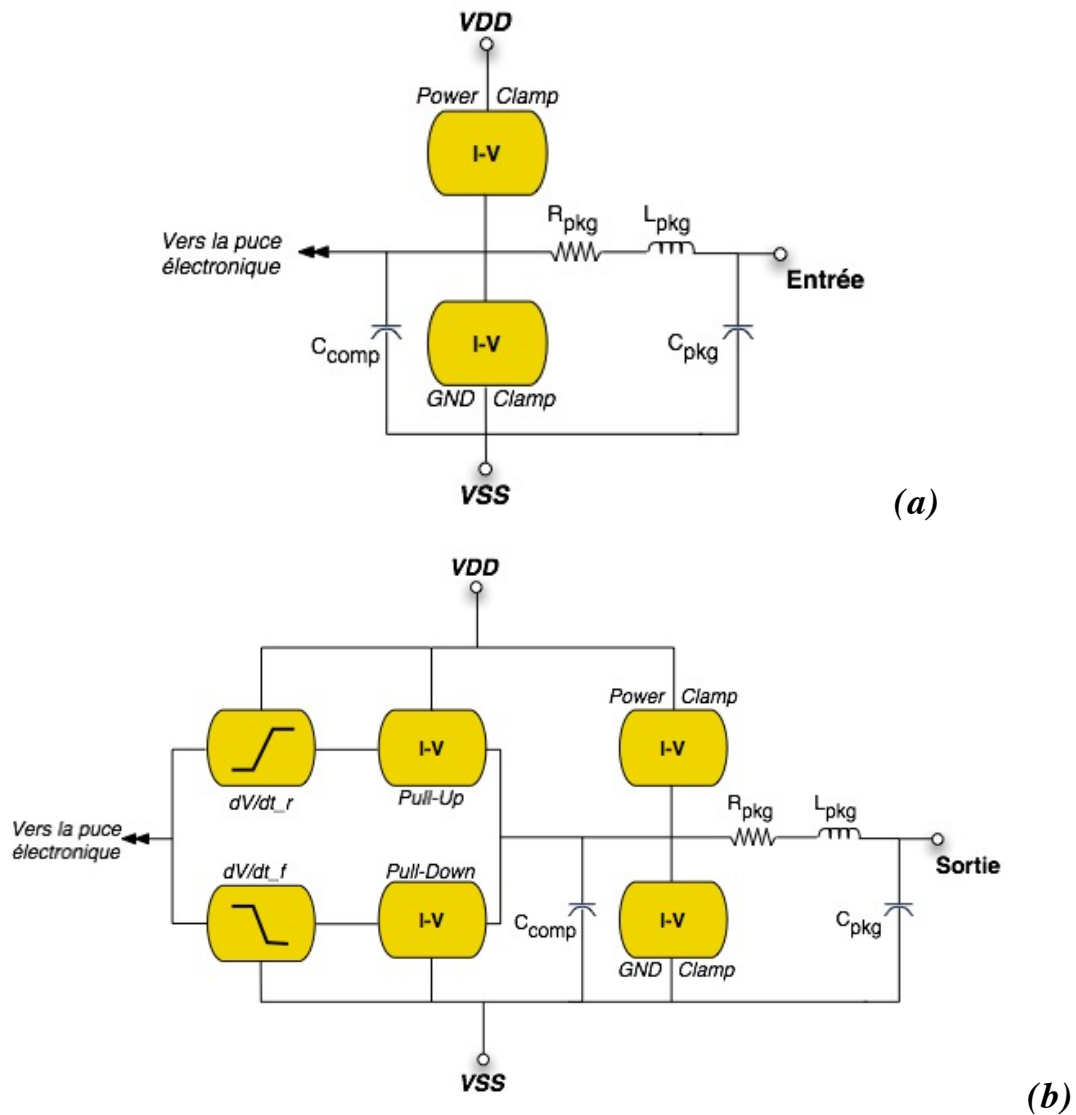 VDD
Power Clamp
I-V
Rpkg
Lpkg
Vers la puce
électronique
Entrée
Ccomp
I-V
Cpkg
GND Clamp
VSS
(a)
VDD
Power Clamp
I-V
I-V
dV/dt_r
Pull-Up
Rpkg
Lpkg
Vers la puce
électronique
Sortie
dV/dt_f
Pull-Down
I-V
Ccomp
I-V
Cpkg
GND Clamp
VSS
(b)